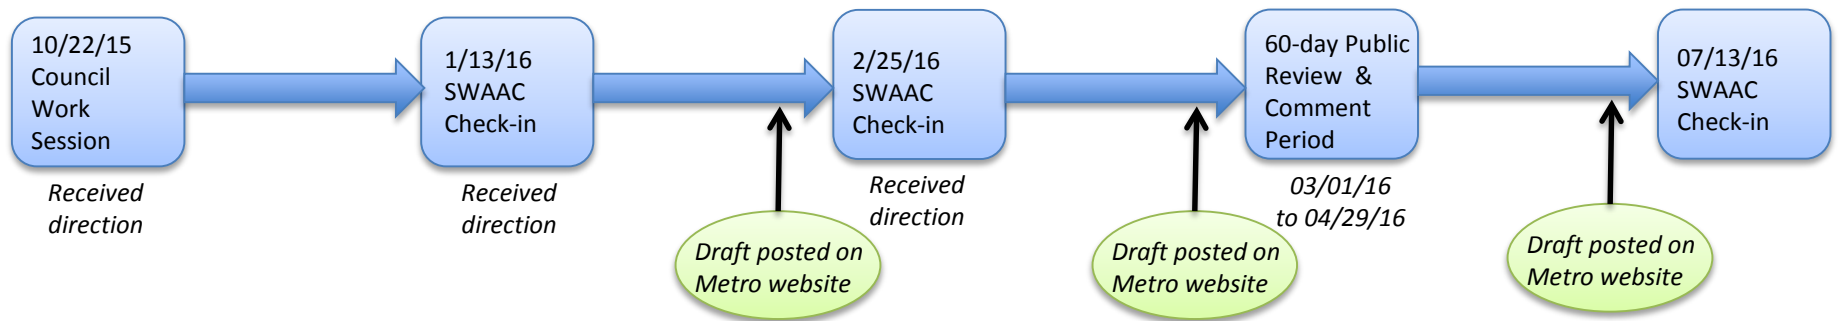 10/22/15
Council
Work
Session
Received
direction
1/13/16
SWAAC
Check-in
Received
direction
Draft posted on
Metro website
2/25/16
SWAAC
Check-in
Received
direction
Draft posted on
Metro website
60-day Public
Review &
Comment
Period
03/01/16
to 04/29/16
Draft posted on
Metro website
07/13/16
SWAAC
Check-in